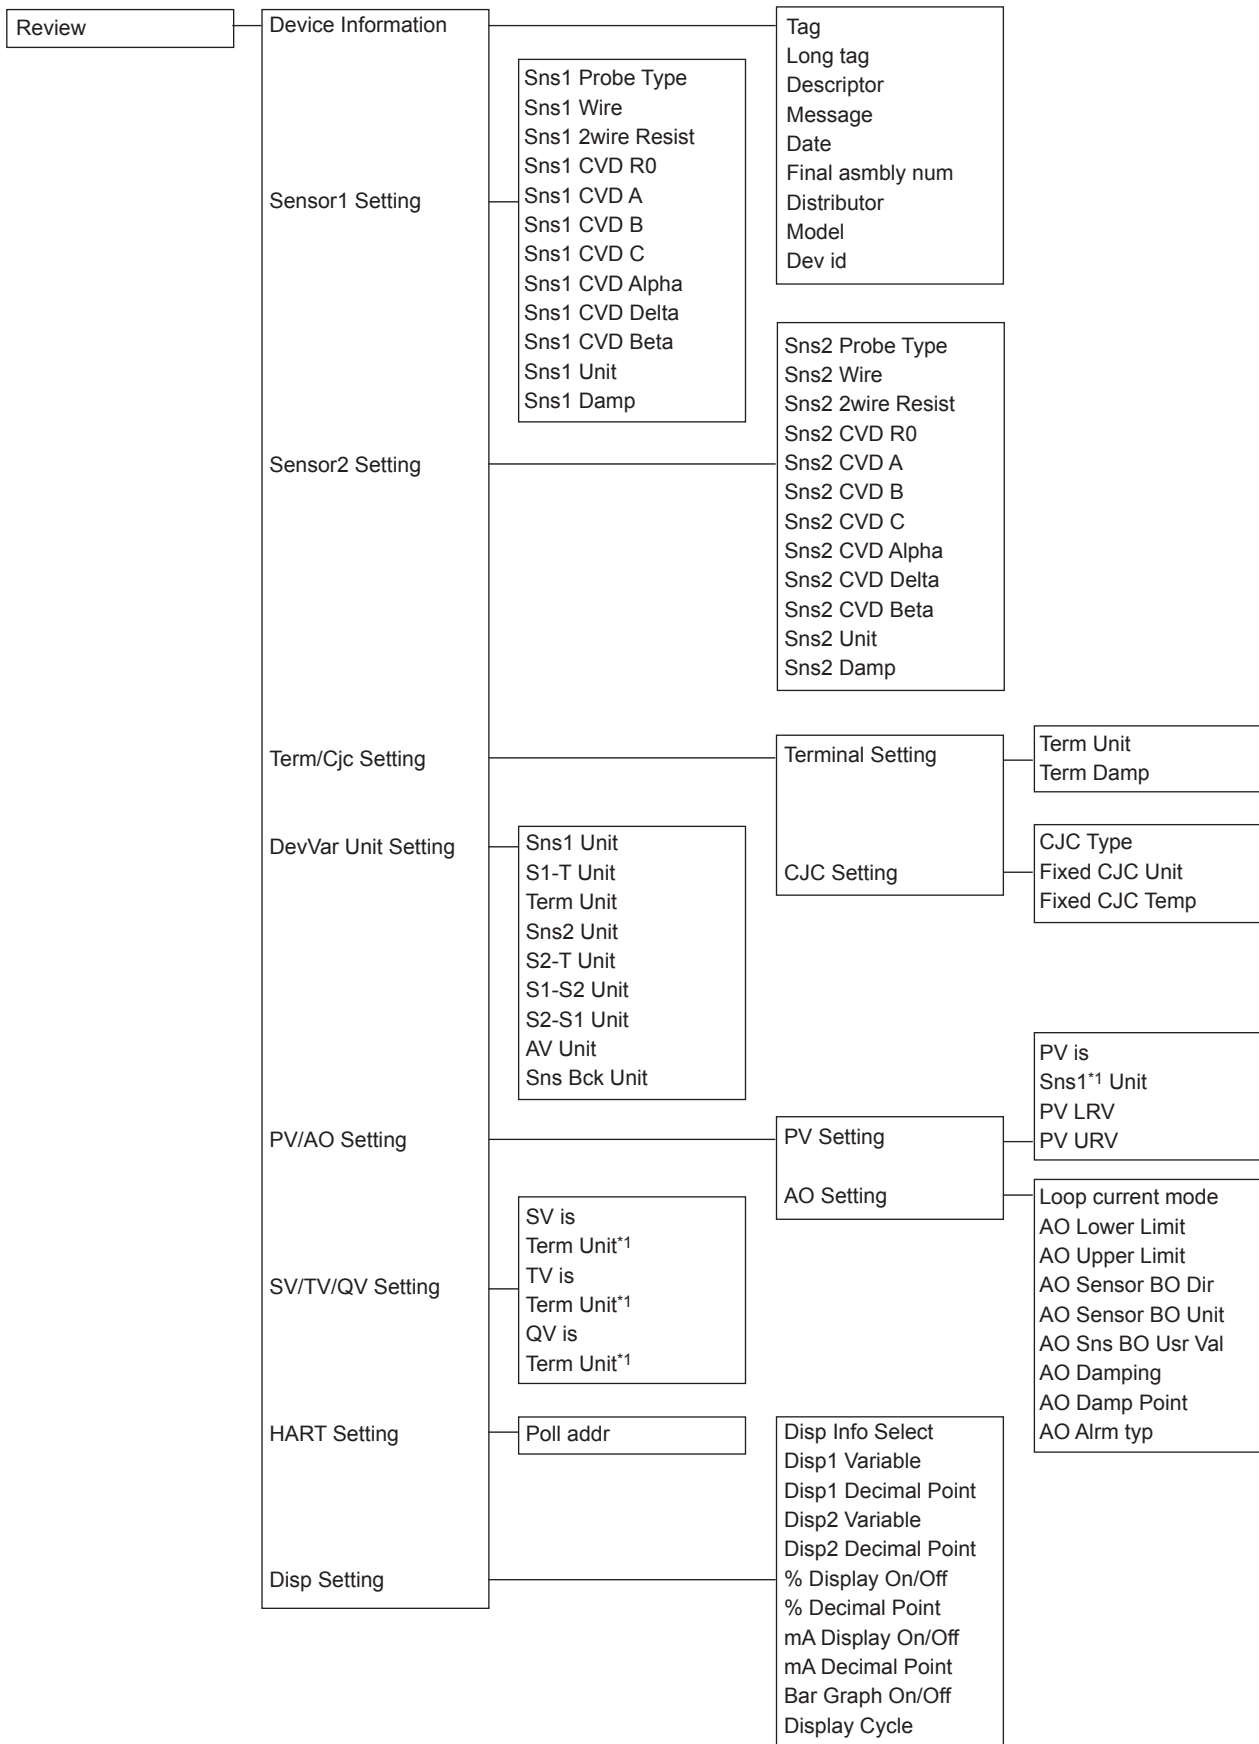 Review
Device Information
Tag
Long tag
Descriptor
Message
Date
Final asmbly num
Distributor
Model
Dev id
Sensor1 Setting
Sns1 Probe Type
Sns1 Wire
Sns1 2wire Resist
Sns1 CVD R0
Sns1 CVD A
Sns1 CVD B
Sns1 CVD C
Sns1 CVD Alpha
Sns1 CVD Delta
Sns1 CVD Beta
Sns1 Unit
Sns1 Damp
Sensor2 Setting
Sns2 Probe Type
Sns2 Wire
Sns2 2wire Resist
Sns2 CVD R0
Sns2 CVD A
Sns2 CVD B
Sns2 CVD C
Sns2 CVD Alpha
Sns2 CVD Delta
Sns2 CVD Beta
Sns2 Unit
Sns2 Damp
Term/Cjc Setting
Terminal Setting
Term Unit
Term Damp
CJC Setting
CJC Type
Fixed CJC Unit
Fixed CJC Temp
DevVar Unit Setting
Sns1 Unit
S1-T Unit
Term Unit
Sns2 Unit
S2-T Unit
S1-S2 Unit
S2-S1 Unit
AV Unit
Sns Bck Unit
PV/AO Setting
PV Setting
PV is
Sns1*1 Unit
PV LRV
PV URV
AO Setting
Loop current mode
AO Lower Limit
AO Upper Limit
AO Sensor BO Dir
AO Sensor BO Unit
AO Sns BO Usr Val
AO Damping
AO Damp Point
AO Alrm typ
SV/TV/QV Setting
SV is
Term Unit*1
TV is
Term Unit*1
QV is
Term Unit*1
HART Setting
Poll addr
Disp Setting
Disp Info Select
Disp1 Variable
Disp1 Decimal Point
Disp2 Variable
Disp2 Decimal Point
% Display On/Off
% Decimal Point
mA Display On/Off
mA Decimal Point
Bar Graph On/Off
Display Cycle